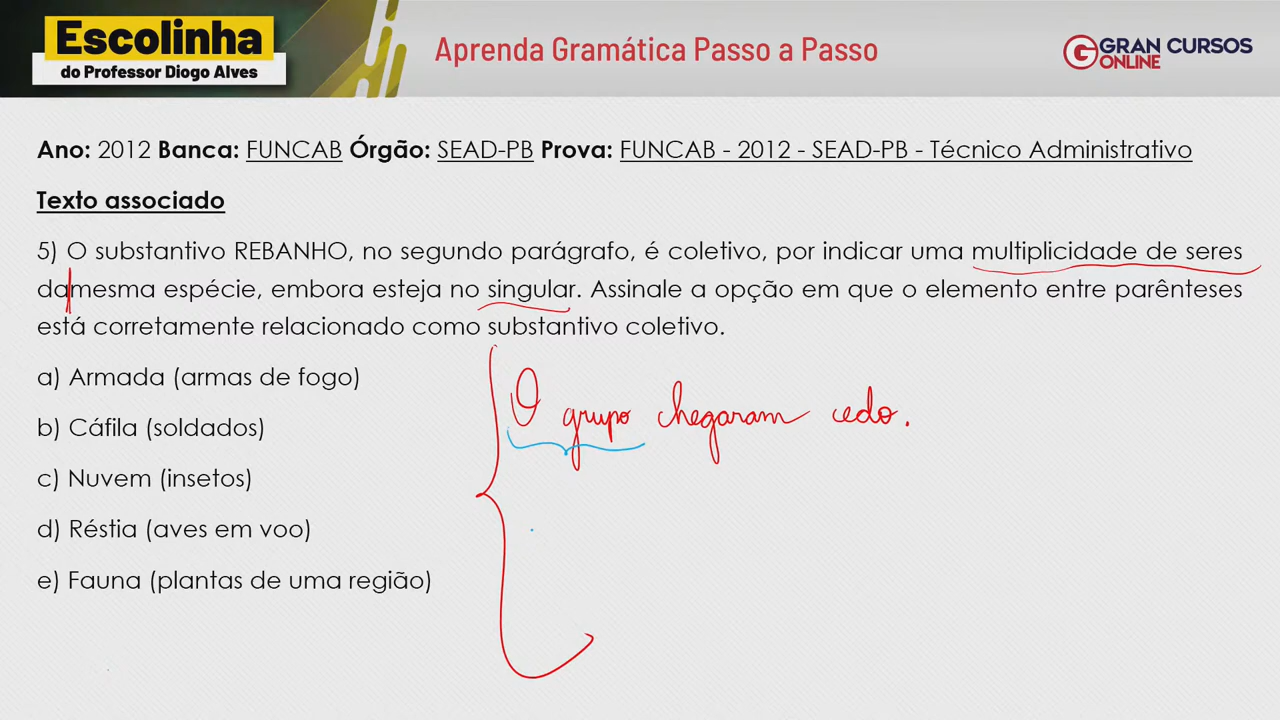 Escolinha
do Professor Diogo Alves
Aprenda Gramática Passo a Passo
GRAN CURSOS
ONLINE
Ano: 2012 Banca: FUNCAB Órgão: SEAD-PB Prova: FUNCAB - 2012 - SEAD-PB - Técnico Administrativo
Texto associado
5) O substantivo REBANHO, no segundo parágrafo, é coletivo, por indicar uma multiplicidade de seres
damesma espécie, embora esteja no singular. Assinale a opção em que o elemento entre parênteses
está corretamente relacionado como substantivo coletivo.
a) Armada (armas de fogo)
b) Cáfila (soldados)
c) Nuvem (insetos)
d) Réstia (aves em voo)
e) Fauna (plantas de uma região)
O grupo chegaram cedo.